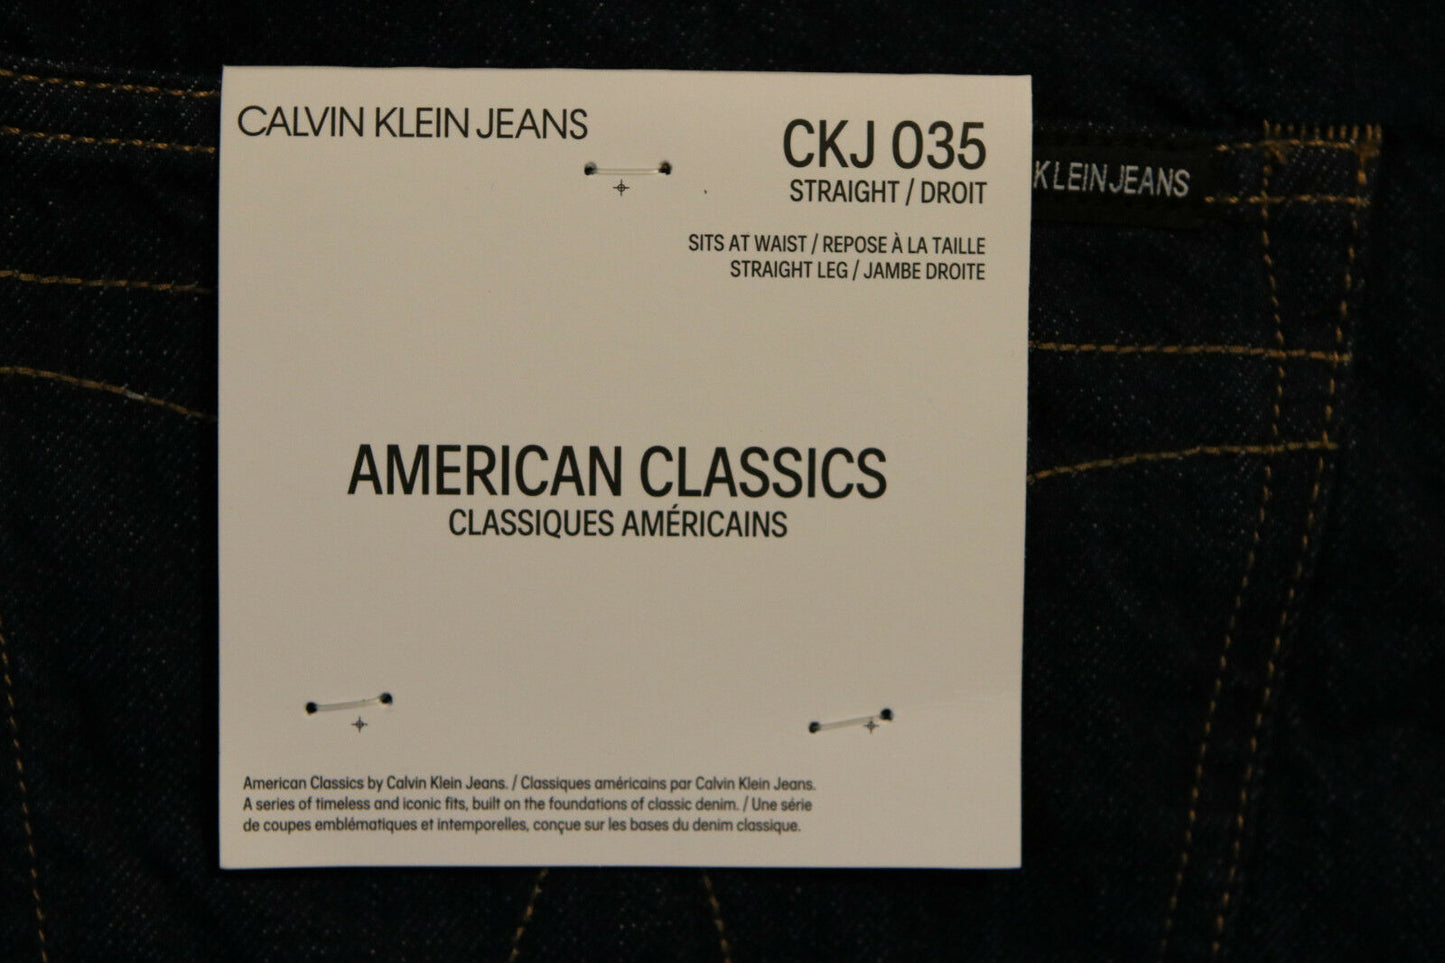 CALVIN KLEIN JEANS
CKJ 035
STRAIGHT / DROIT
KLEIN JEANS
SITS AT WAIST / REPOSE À LA TAILLE
STRAIGHT LEG / JAMBE DROITE
AMERICAN CLASSICS
CLASSIQUES AMÉRICAINS
American Classics by Calvin Klein Jeans. / Classiques américains par Calvin Klein Jeans.
A series of timeless and iconic fits, built on the foundations of classic denim. / Une série
de coupes emblématiques et intemporelles, conçue sur les bases du denim classique.